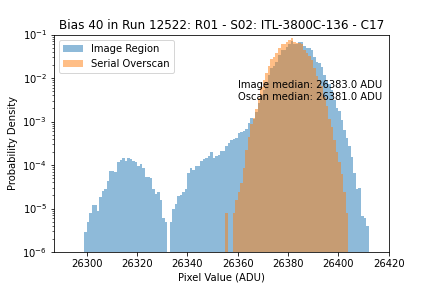 Bias 40 in Run 12522: R01 - S02: ITL-3800C-136 - C17
Image Region
Serial Overscan
Image median: 26383.0 ADU
Oscan median: 26381.0 ADU
Probability Density
10⁻¹
10⁻²
10⁻³
10⁻⁴
10⁻⁵
10⁻⁶
26300 26320 26340 26360 26380 26400 26420
Pixel Value (ADU)